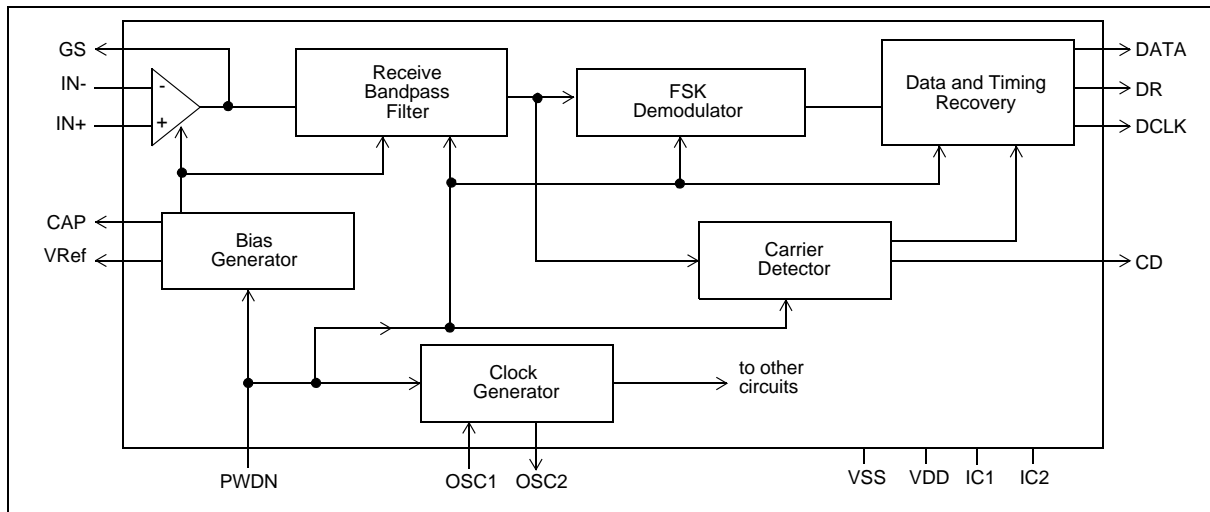 GS
IN-
IN+
-
+
Receive
Bandpass
Filter
FSK
Demodulator
Data and Timing
Recovery
DATA
DR
DCLK
CAP
VRef
Bias
Generator
Carrier
Detector
CD
Clock
Generator
to other
circuits
PWDN
OSC1
OSC2
VSS
VDD
IC1
IC2